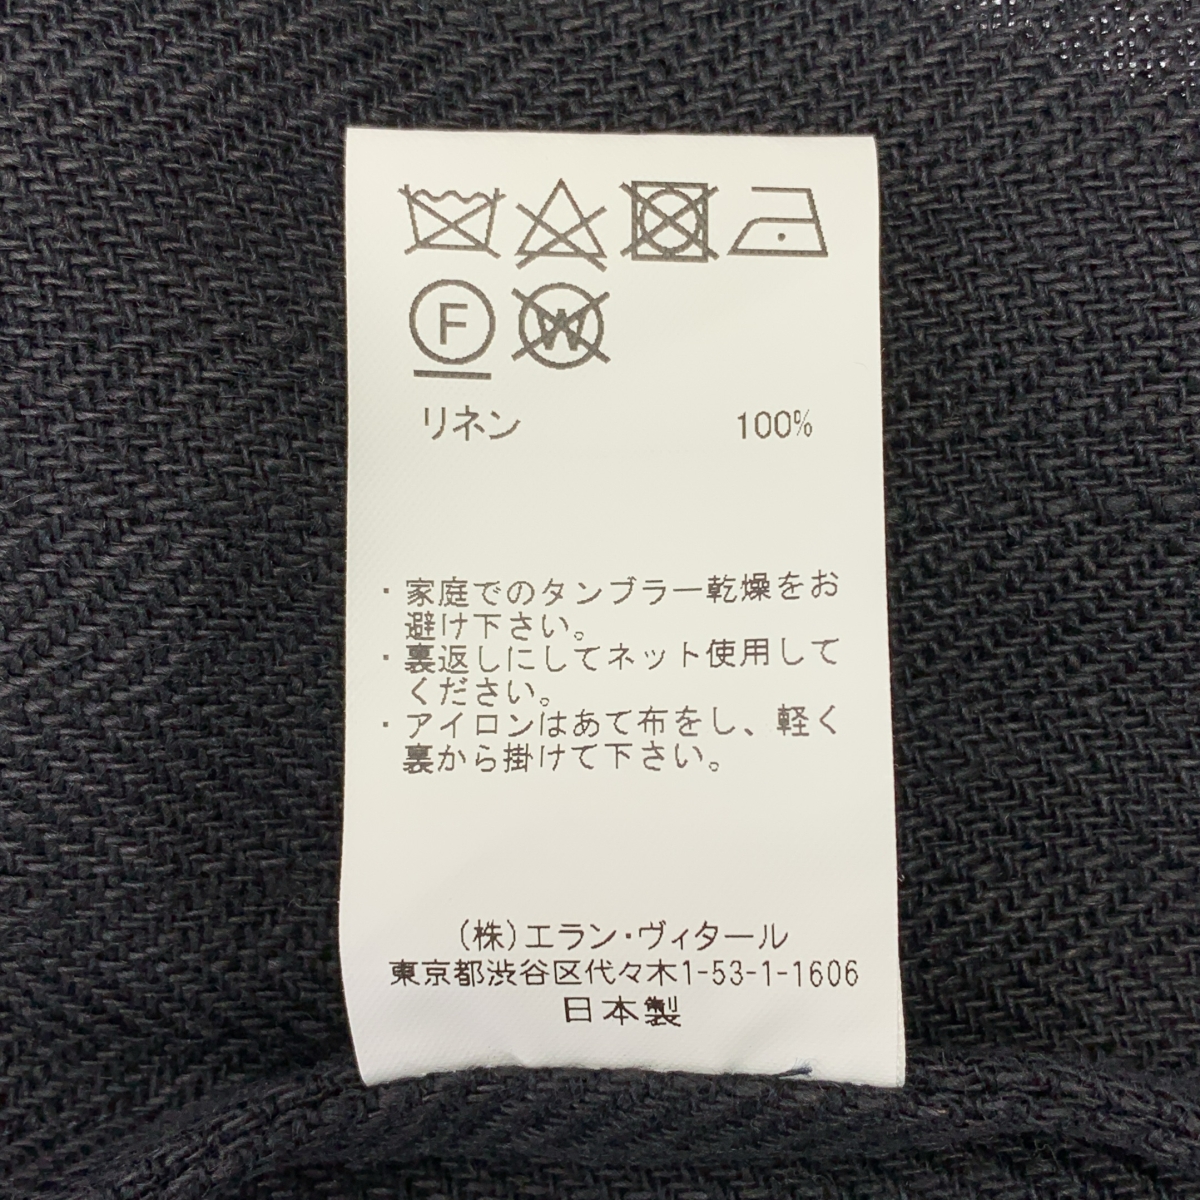 F
W
リネン 100%
・家庭でのタンブラー乾燥をお
避け下さい。
・裏返しにしてネット使用して
ください。
・アイロンはあて布をし、軽く
裏から掛けて下さい。
(株)エラン・ヴィタール
東京都渋谷区代々木1-53-1-1606
日本製